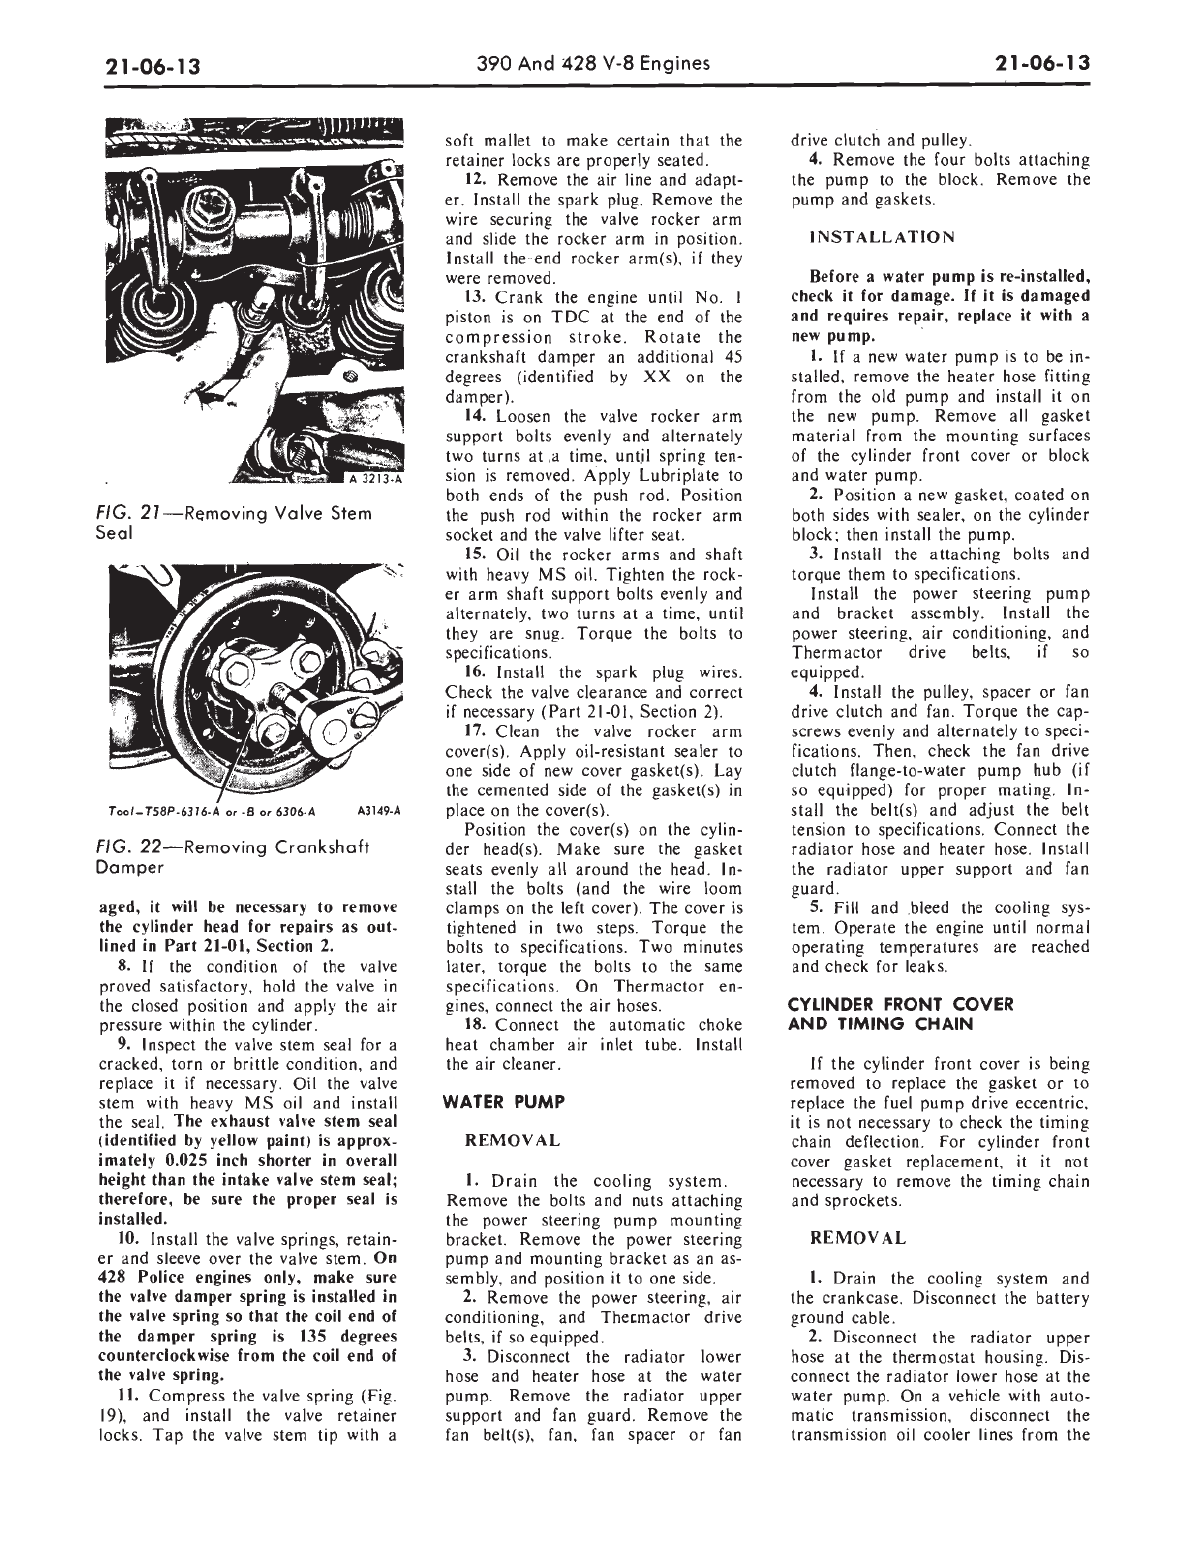 21-06-13
390 And 428 V-8 Engines
21-06-13
A 3213-A
FIG. 21—Removing Valve Stem
Seal
Tool—T58P-6316-A or -B or 6306-A
A3149-A
FIG. 22—Removing Crankshaft
Damper
aged, it will be necessary to remove
the cylinder head for repairs as out-
lined in Part 21-01, Section 2.
8. If the condition of the valve
proved satisfactory, hold the valve in
the closed position and apply the air
pressure within the cylinder.
9. Inspect the valve stem seal for a
cracked, torn or brittle condition, and
replace it if necessary. Oil the valve
stem with heavy MS oil and install
the seal. The exhaust valve stem seal
(identified by yellow paint) is approx-
imately 0.025 inch shorter in overall
height than the intake valve stem seal;
therefore, be sure the proper seal is
installed.
10. Install the valve springs, retain-
er and sleeve over the valve stem. On
428 Police engines only, make sure
the valve damper spring is installed in
the valve spring so that the coil end of
the damper spring is 135 degrees
counterclockwise from the coil end of
the valve spring.
11. Compress the valve spring (Fig.
19), and install the valve retainer
locks. Tap the valve stem tip with a
soft mallet to make certain that the
retainer locks are properly seated.
12. Remove the air line and adapt-
er. Install the spark plug. Remove the
wire securing the valve rocker arm
and slide the rocker arm in position.
Install the end rocker arm(s), if they
were removed.
13. Crank the engine until No. 1
piston is on TDC at the end of the
compression stroke. Rotate the
crankshaft damper an additional 45
degrees (identified by XX on the
damper).
14. Loosen the valve rocker arm
support bolts evenly and alternately
two turns at a time, until spring ten-
sion is removed. Apply Lubriplate to
both ends of the push rod. Position
the push rod within the rocker arm
socket and the valve lifter seat.
15. Oil the rocker arms and shaft
with heavy MS oil. Tighten the rock-
er arm shaft support bolts evenly and
alternately, two turns at a time, until
they are snug. Torque the bolts to
specifications.
16. Install the spark plug wires.
Check the valve clearance and correct
if necessary (Part 21-01, Section 2).
17. Clean the valve rocker arm
cover(s). Apply oil-resistant sealer to
one side of new cover gasket(s). Lay
the cemented side of the gasket(s) in
place on the cover(s).
Position the cover(s) on the cylin-
der head(s). Make sure the gasket
seats evenly all around the head. In-
stall the bolts (and the wire loom
clamps on the left cover). The cover is
tightened in two steps. Torque the
bolts to specifications. Two minutes
later, torque the bolts to the same
specifications. On Thermactor en-
gines, connect the air hoses.
18. Connect the automatic choke
heat chamber air inlet tube. Install
the air cleaner.
WATER PUMP
REMOVAL
1. Drain the cooling system.
Remove the bolts and nuts attaching
the power steering pump mounting
bracket. Remove the power steering
pump and mounting bracket as an as-
sembly, and position it to one side.
2. Remove the power steering, air
conditioning, and Thermactor drive
belts, if so equipped.
3. Disconnect the radiator lower
hose and heater hose at the water
pump. Remove the radiator upper
support and fan guard. Remove the
fan belt(s), fan, fan spacer or fan
drive clutch and pulley.
4. Remove the four bolts attaching
the pump to the block. Remove the
pump and gaskets.
INSTALLATION
Before a water pump is re-installed,
check it for damage. If it is damaged
and requires repair, replace it with a
new pump.
1. If a new water pump is to be in-
stalled, remove the heater hose fitting
from the old pump and install it on
the new pump. Remove all gasket
material from the mounting surfaces
of the cylinder front cover or block
and water pump.
2. Position a new gasket, coated on
both sides with sealer, on the cylinder
block; then install the pump.
3. Install the attaching bolts and
torque them to specifications.
Install the power steering pump
and bracket assembly. Install the
power steering, air conditioning, and
Thermactor drive belts, if so
equipped.
4. Install the pulley, spacer or fan
drive clutch and fan. Torque the cap-
screws evenly and alternately to speci-
fications. Then, check the fan drive
clutch flange-to-water pump hub (if
so equipped) for proper mating. In-
stall the belt(s) and adjust the belt
tension to specifications. Connect the
radiator hose and heater hose. Install
the radiator upper support and fan
guard.
5. Fill and bleed the cooling sys-
tem. Operate the engine until normal
operating temperatures are reached
and check for leaks.
CYLINDER FRONT COVER
AND TIMING CHAIN
If the cylinder front cover is being
removed to replace the gasket or to
replace the fuel pump drive eccentric,
it is not necessary to check the timing
chain deflection. For cylinder front
cover gasket replacement, it it not
necessary to remove the timing chain
and sprockets.
REMOVAL
1. Drain the cooling system and
the crankcase. Disconnect the battery
ground cable.
2. Disconnect the radiator upper
hose at the thermostat housing. Dis-
connect the radiator lower hose at the
water pump. On a vehicle with auto-
matic transmission, disconnect the
transmission oil cooler lines from the